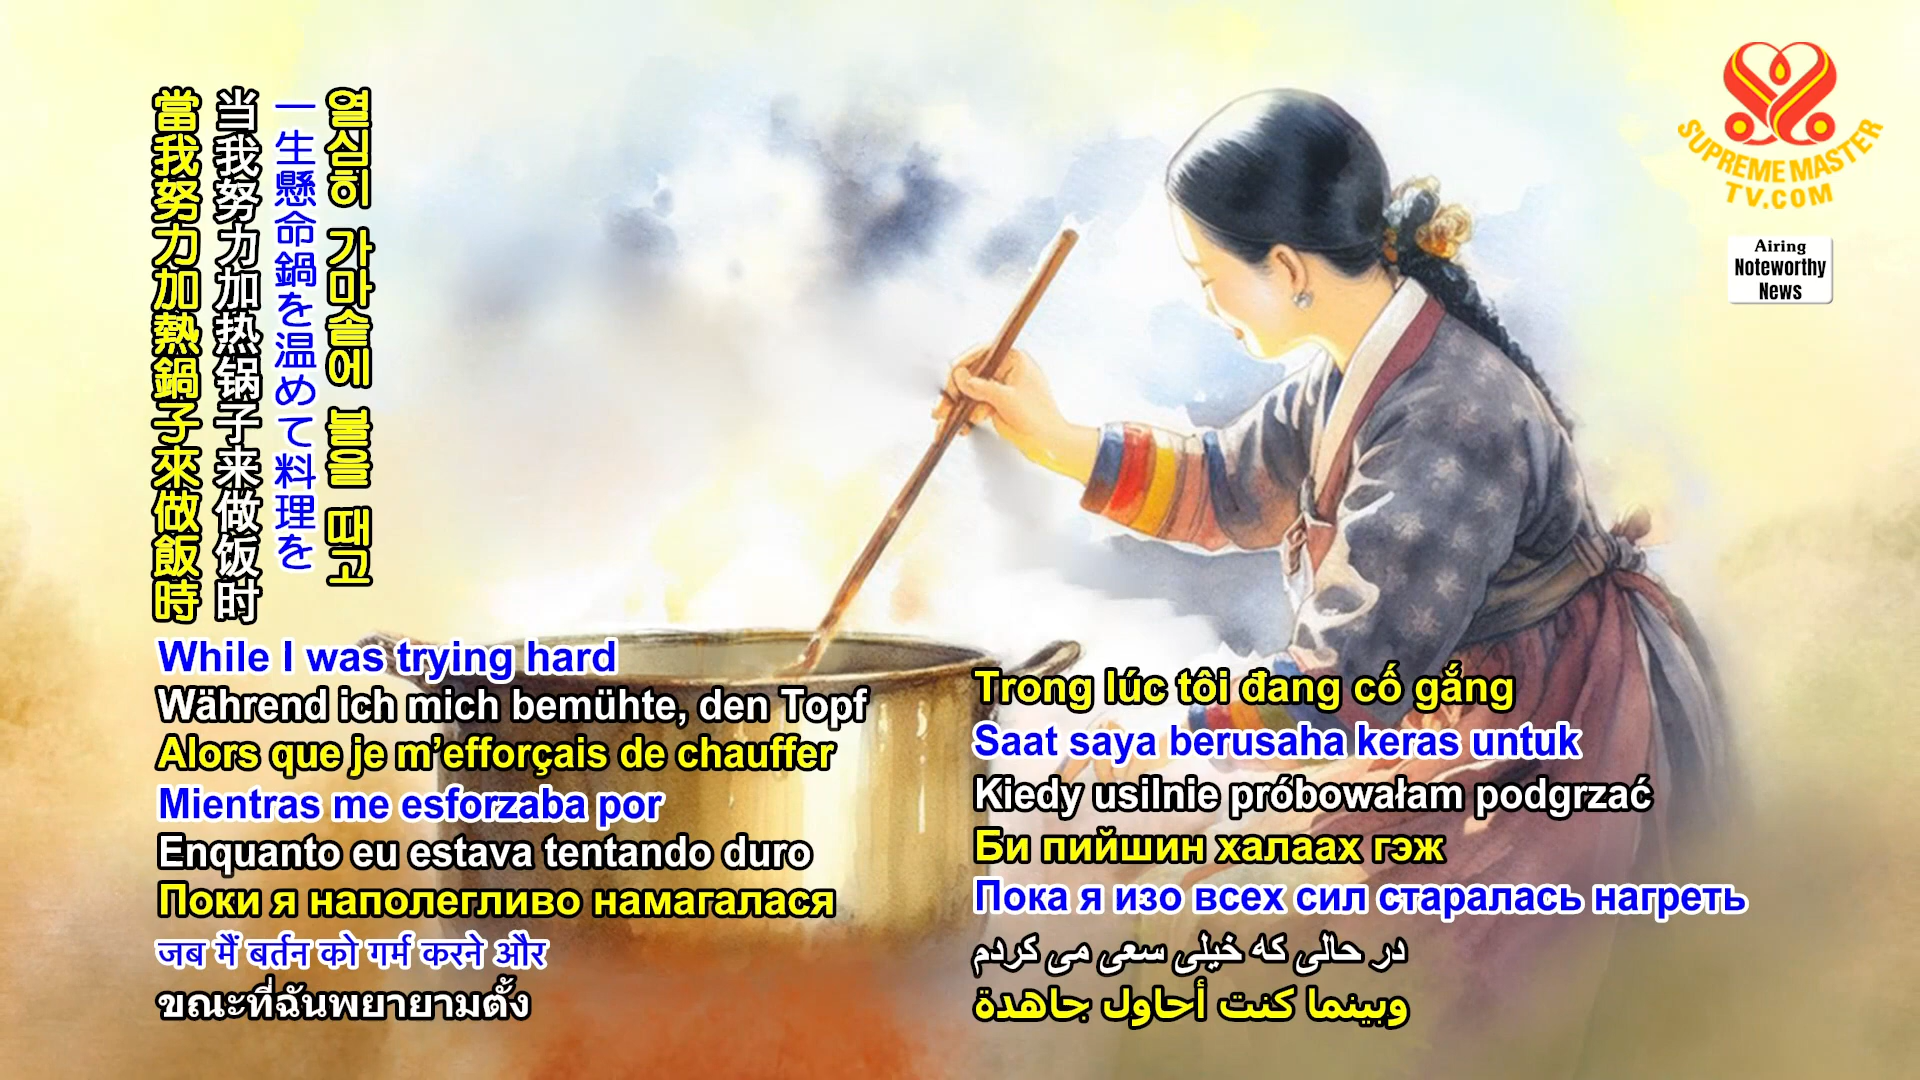 當我努力加熱鍋子來做飯時
当我努力加热锅子来做饭时
一生懸命鍋を温めて料理を
열심히 가마솥에 불을 때고
While I was trying hard
Während ich mich bemühte, den Topf
Alors que je m’efforçais de chauffer
Mientras me esforzaba por
Enquanto eu estava tentando duro
Поки я наполегливо намагалася
जब मैं बर्तन को गर्म करने और
ขณะที่ฉันพยายามตั้ง
Trong lúc tôi đang cố gắng
Saat saya berusaha keras untuk
Kiedy usilnie próbowałam podgrzać
Би пийшин халаах гэж
Пока я изо всех сил старалась нагреть
در حالی که خیلی سعی می کردم
وبينما كنت أحاول جاهدة
SUPREME MASTER
TV.COM
Airing
Noteworthy
News